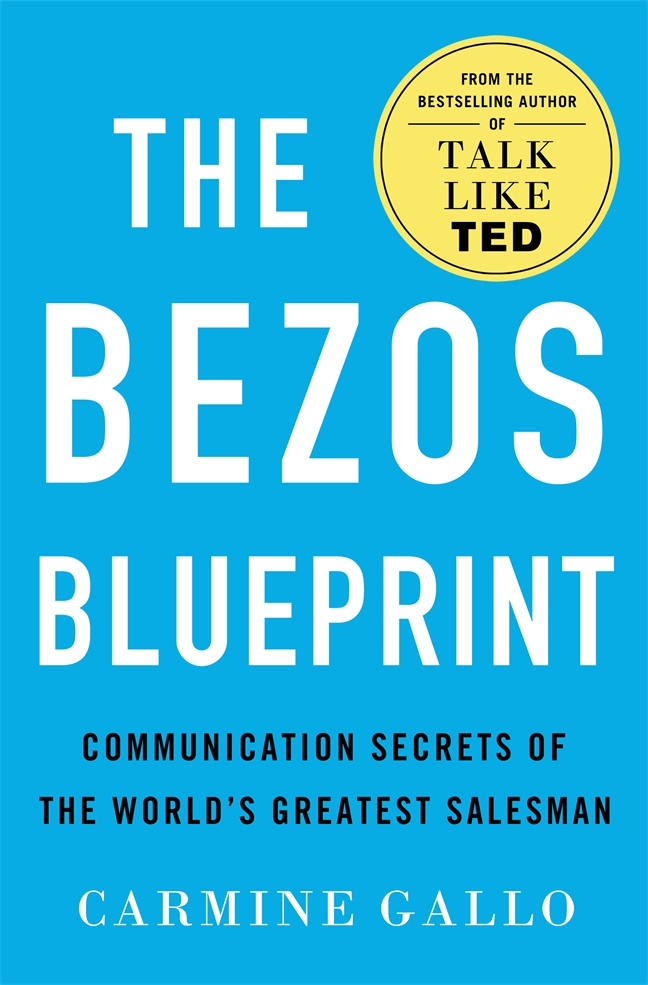 FROM THE
BESTSELLING AUTHOR
OF
TALK
LIKE
TED
THE
BEZOS
BLUEPRINT
COMMUNICATION SECRETS OF
THE WORLD'S GREATEST SALESMAN
CARMINE GALLO